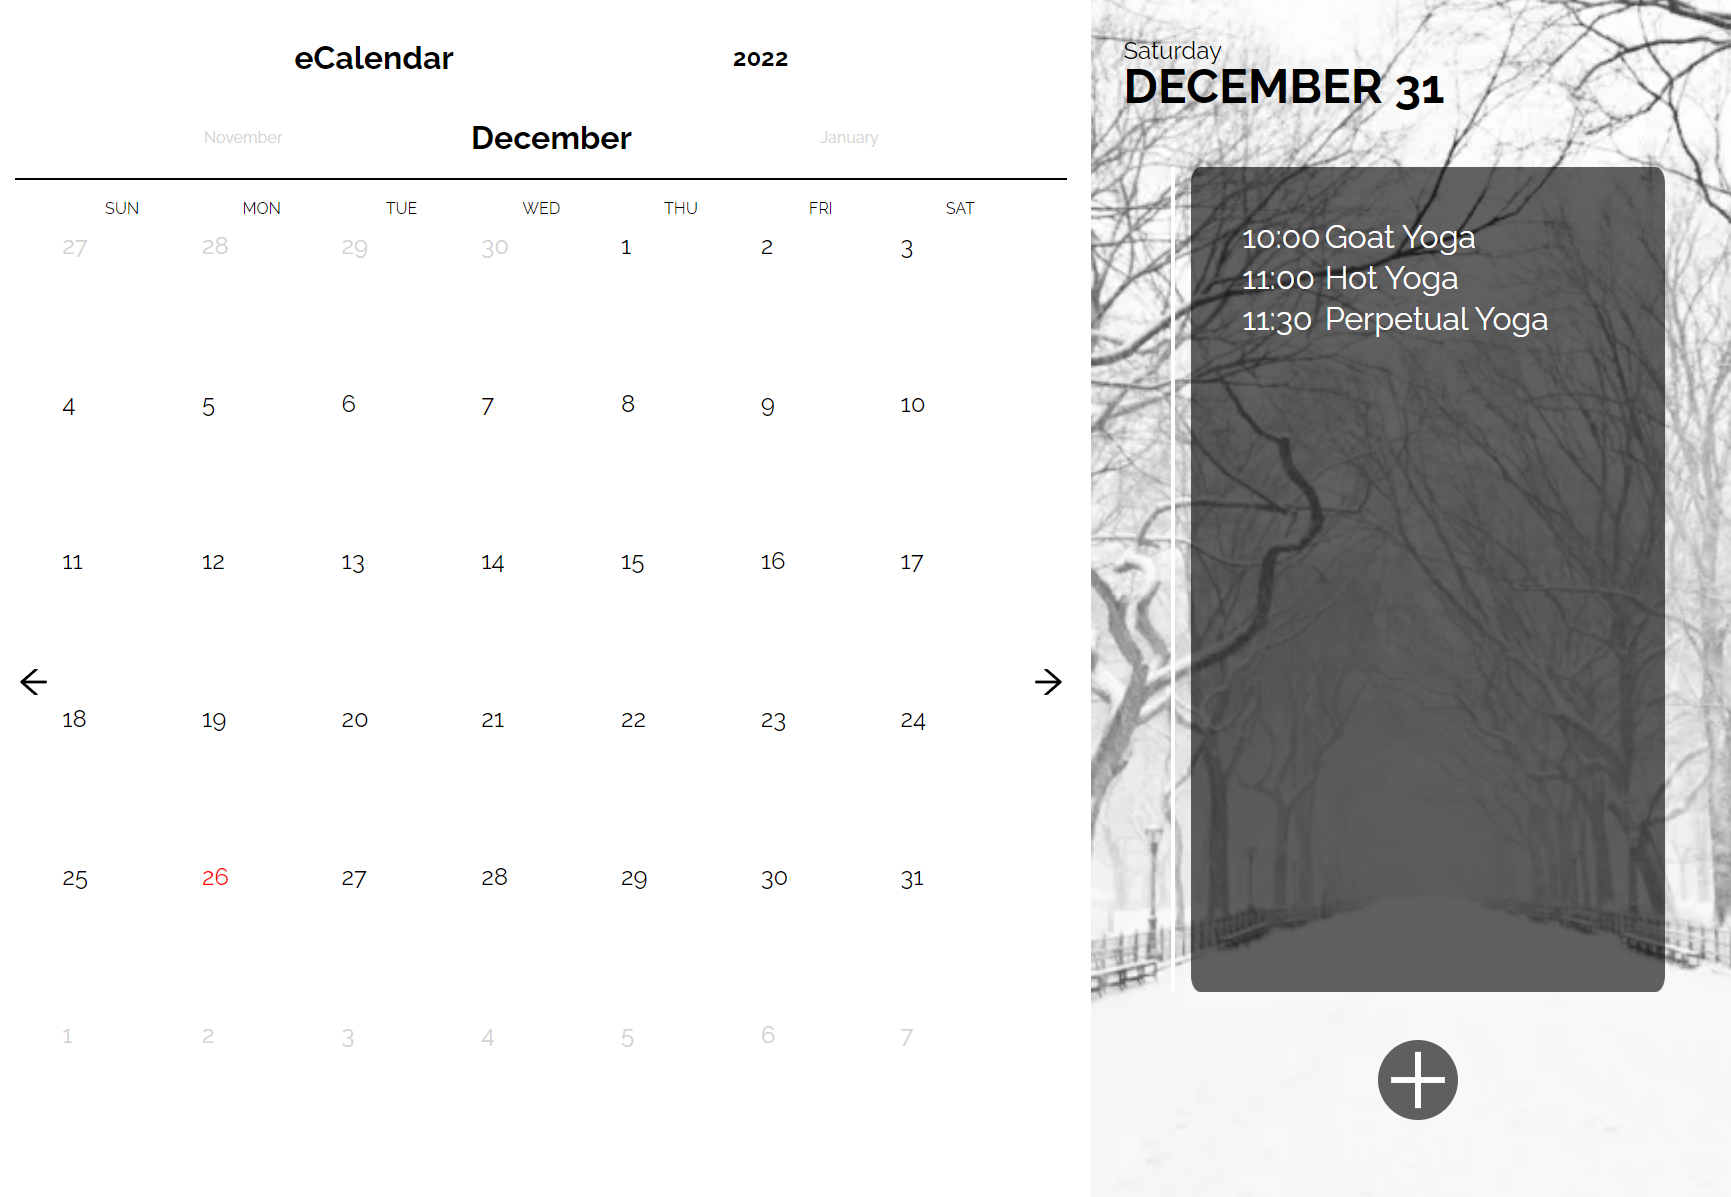 eCalendar 2022
November December January
SUN MON TUE WED THU FRI SAT
27 28 29 30 1 2 3
4 5 6 7 8 9 10
11 12 13 14 15 16 17
18 19 20 21 22 23 24
25 26 27 28 29 30 31
1 2 3 4 5 6 7
Saturday
DECEMBER 31
10:00 Goat Yoga
11:00 Hot Yoga
11:30 Perpetual Yoga